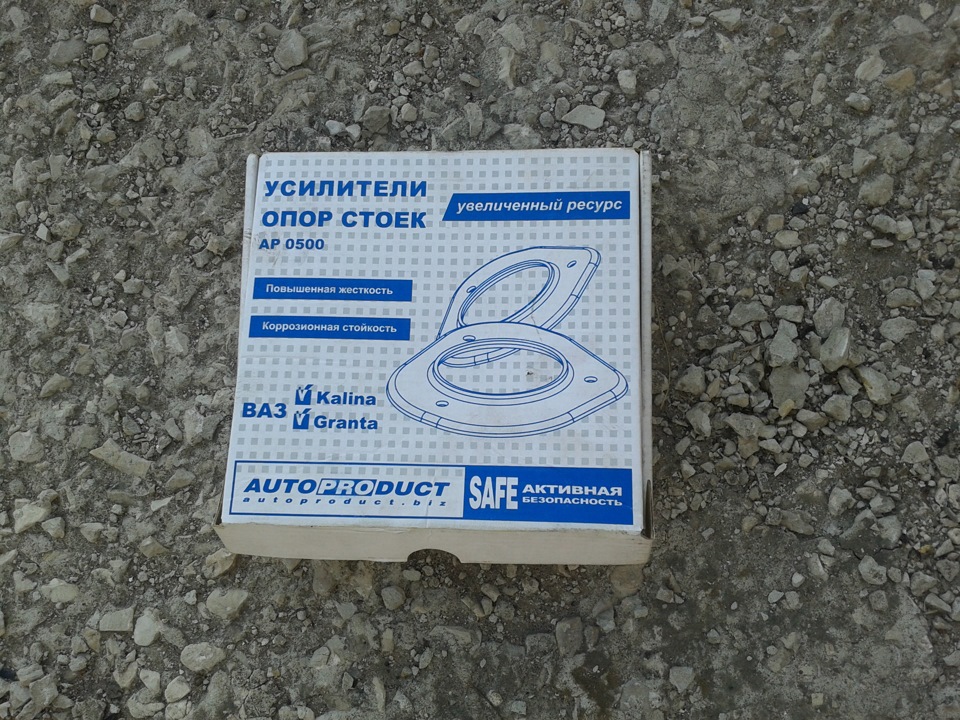 УСИЛИТЕЛИ
ОПОР СТОЕК
АР 0500
увеличенный ресурс
Повышенная жесткость
Коррозионная стойкость
ВАЗ
Kalina
Granta
AUTOPRODUCT
autoproduct.biz
SAFE
АКТИВНАЯ
БЕЗОПАСНОСТЬ